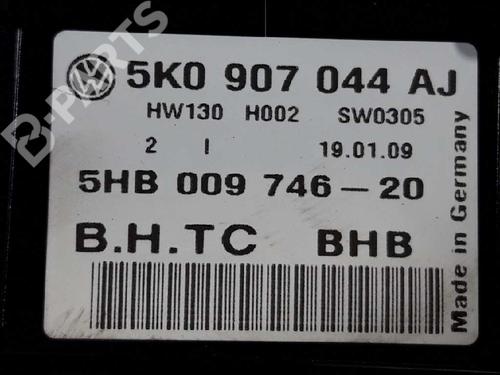 B-PARTS
5K0 907 044 AJ
HW130 H002 SW0305
2 I 19.01.09
5HB 009 746-20
B.H.TC BHB
Made in Germany